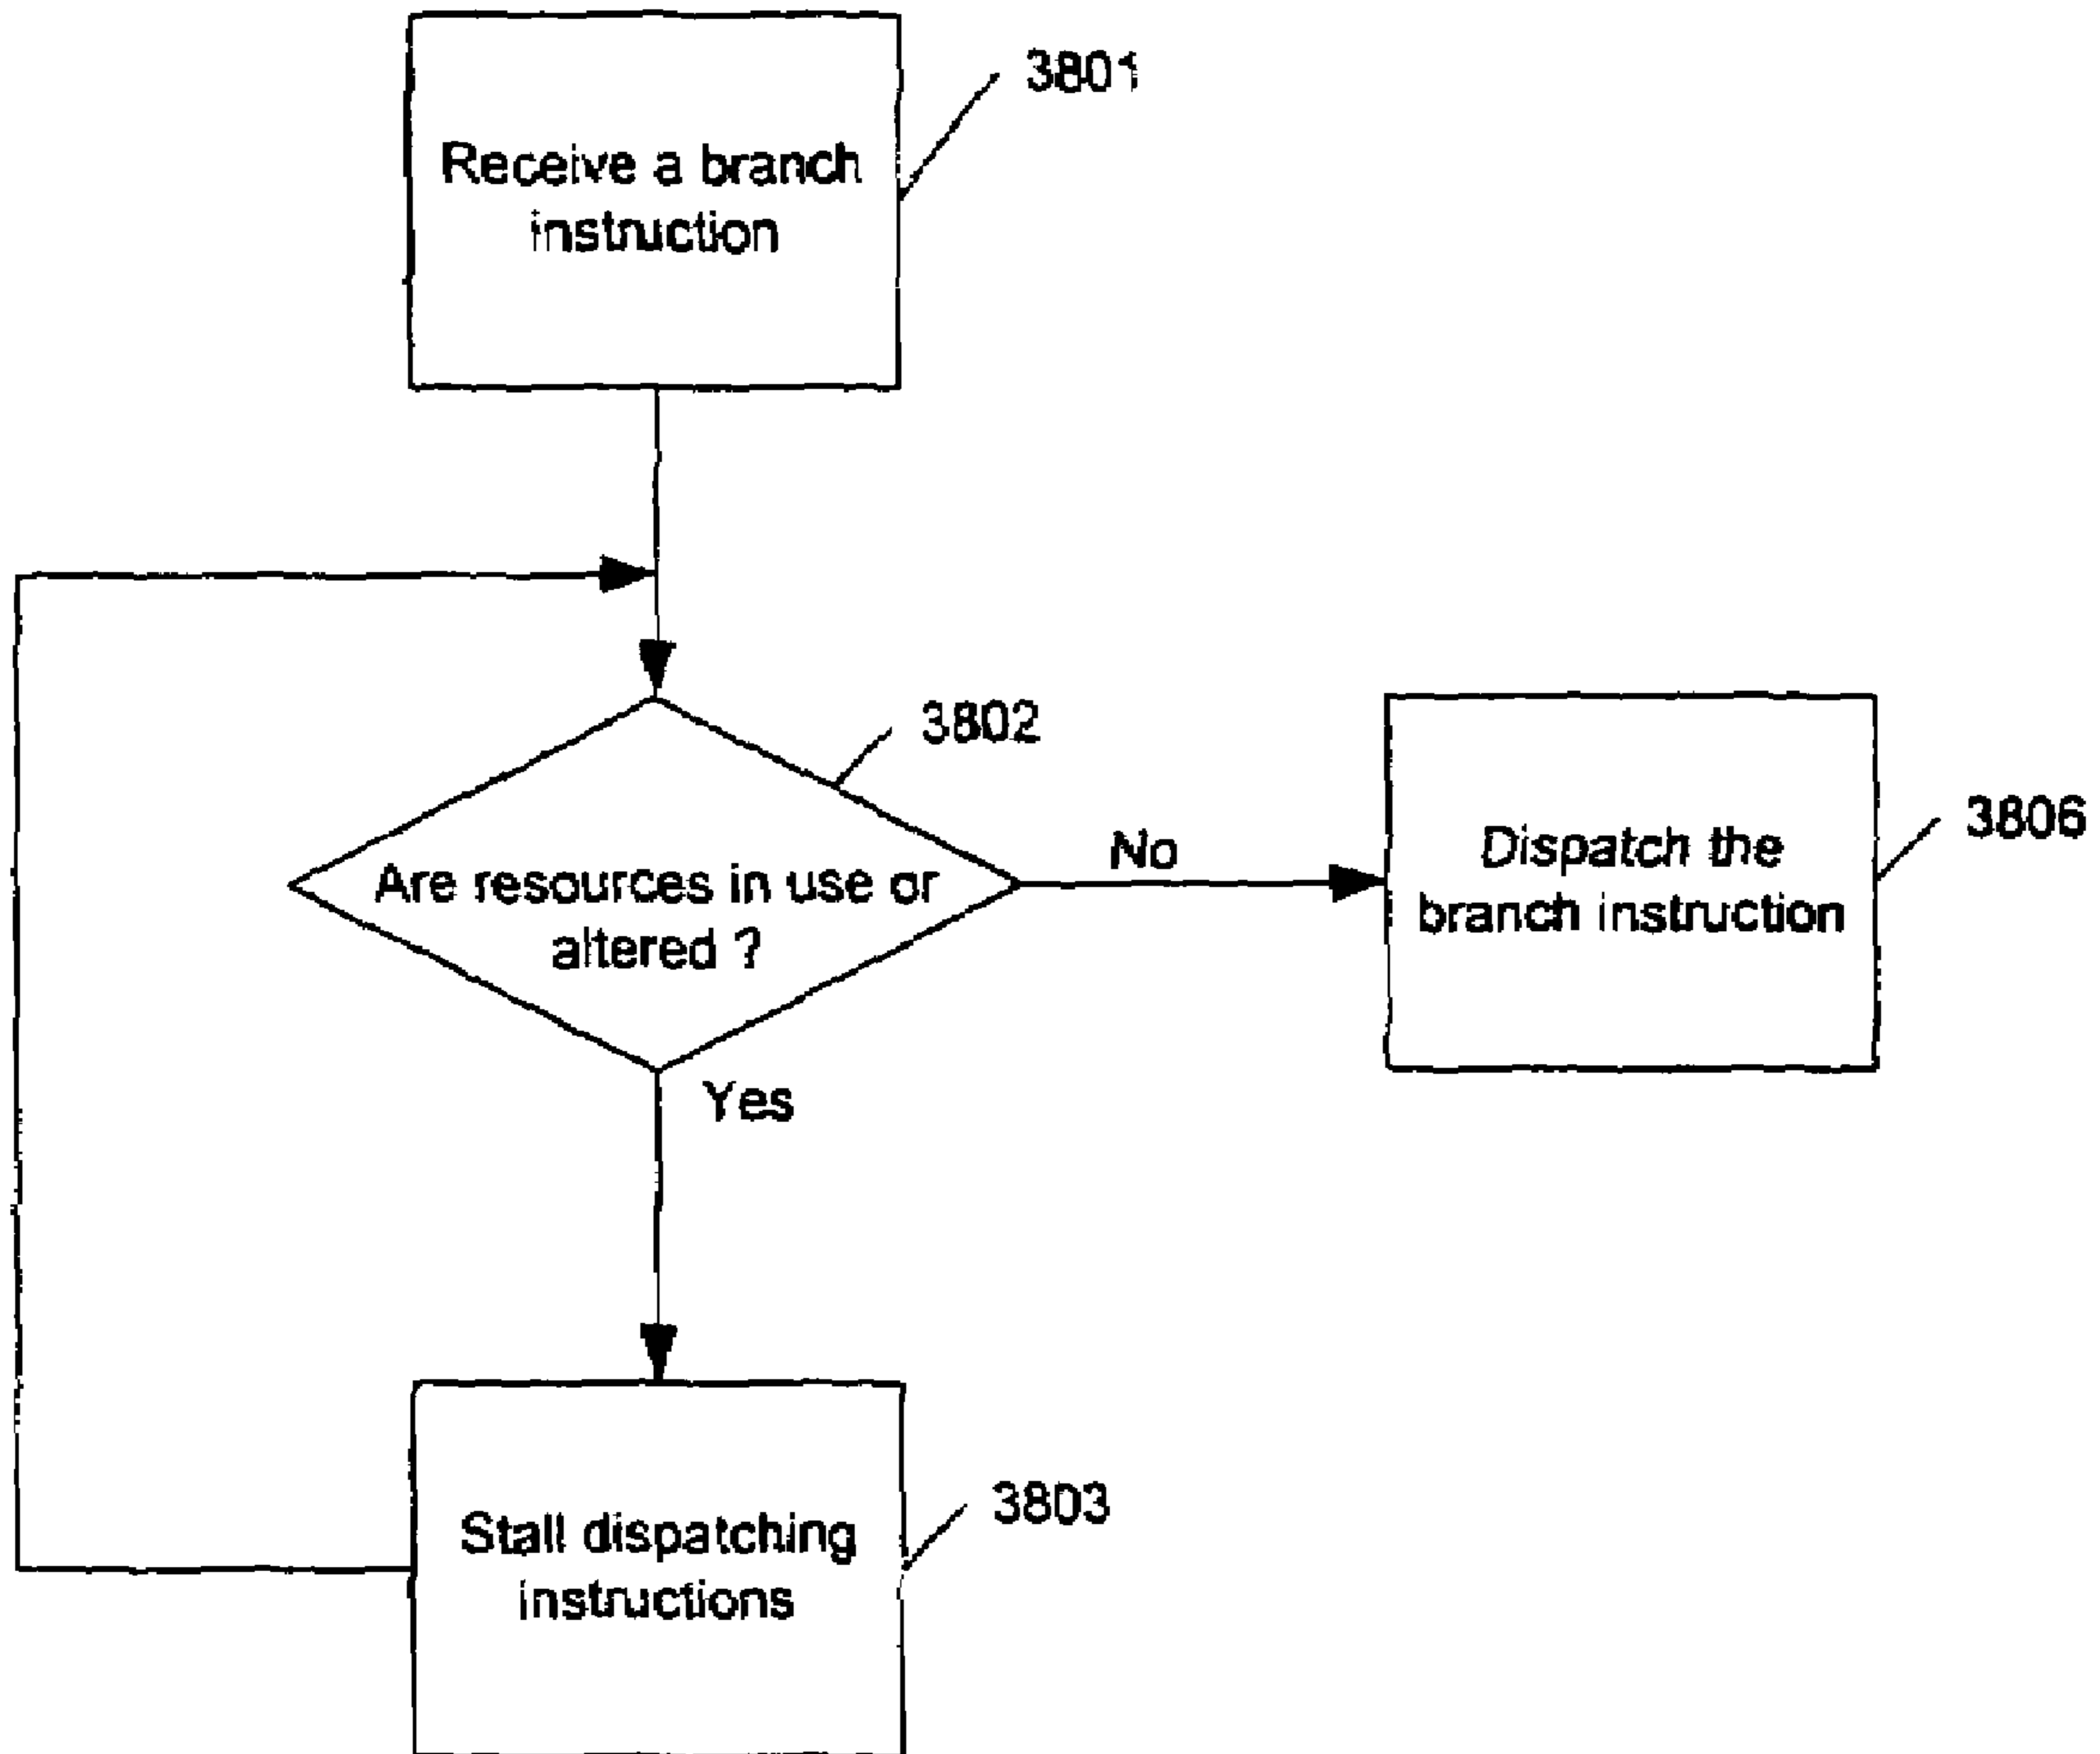 3801
Receive a branch
instruction
3802
No
Dispatch the
branch instruction
3806
Are resources in use or
altered ?
Yes
3803
Stall dispatching
instructions